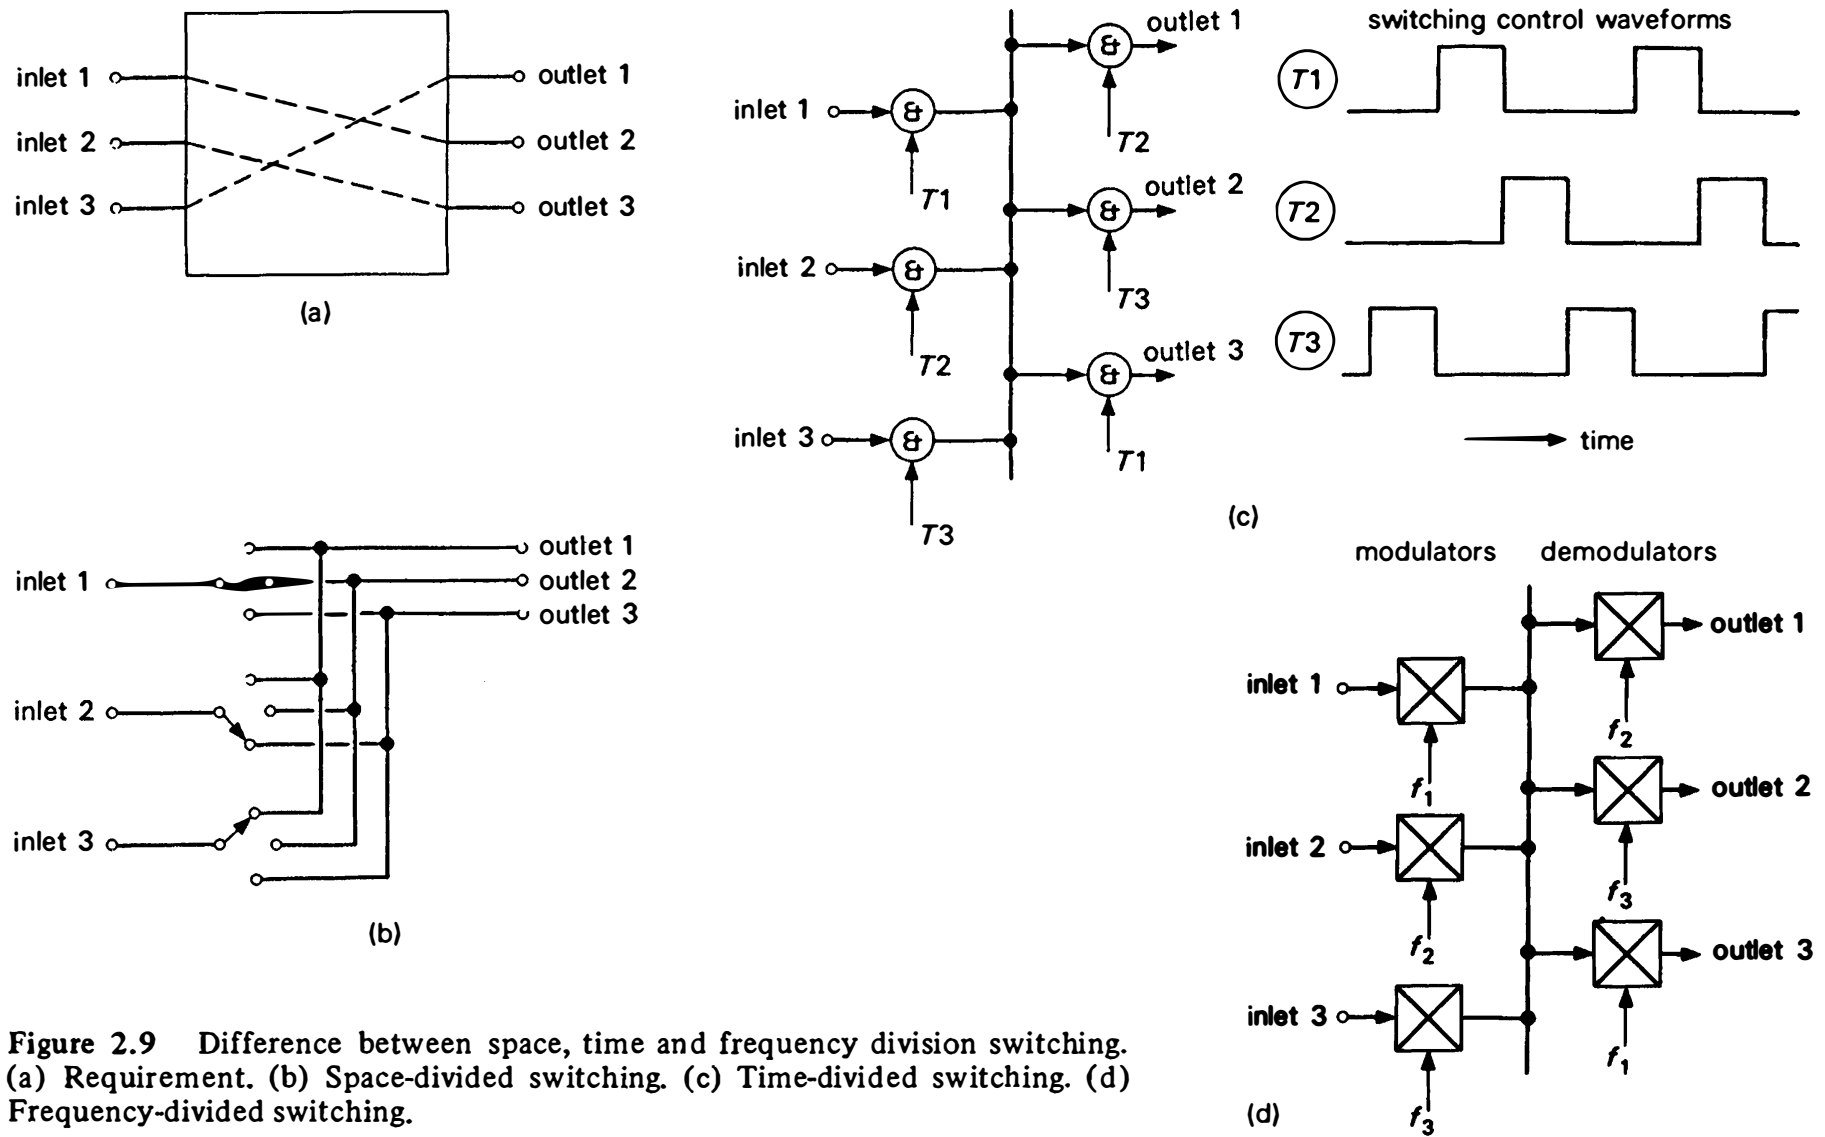 inlet 1
outlet 1
inlet 2
outlet 2
inlet 3
outlet 3
(a)
outlet 1
&
inlet 1
&
T2
T1
outlet 2
&
inlet 2
&
T3
T2
outlet 3
&
inlet 3
&
T1
T3
switching control waveforms
T1
T2
T3
time
(c)
outlet 1
inlet 1
outlet 2
outlet 3
inlet 2
inlet 3
(b)
modulators
demodulators
outlet 1
inlet 1
f2
f1
outlet 2
inlet 2
f3
f2
outlet 3
inlet 3
f1
f3
(d)
Figure 2.9 Difference between space, time and frequency division switching.
(a) Requirement. (b) Space-divided switching. (c) Time-divided switching. (d)
Frequency-divided switching.